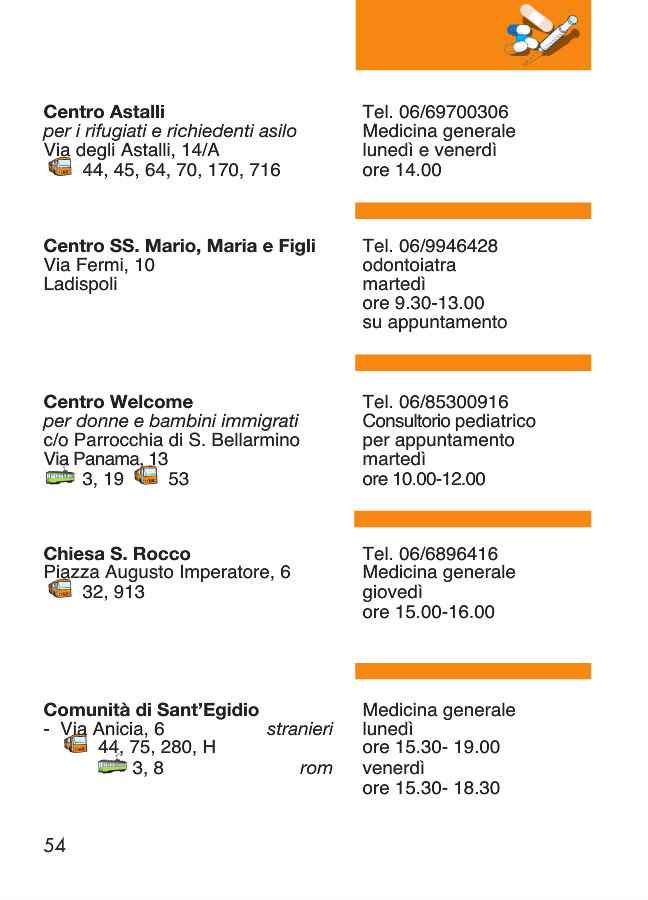 Centro Astalli
per i rifugiati e richiedenti asilo
Via degli Astalli, 14/A
44, 45, 64, 70, 170, 716
Tel. 06/69700306
Medicina generale
lunedì e venerdì
ore 14.00
Centro SS. Mario, Maria e Figli
Via Fermi, 10
Ladispoli
Tel. 06/9946428
odontoiatra
martedì
ore 9.30-13.00
su appuntamento
Centro Welcome
per donne e bambini immigrati
c/o Parrocchia di S. Bellarmino
Via Panama, 13
3, 19 53
Tel. 06/85300916
Consultorio pediatrico
per appuntamento
martedì
ore 10.00-12.00
Chiesa S. Rocco
Piazza Augusto Imperatore, 6
32, 913
Tel. 06/6896416
Medicina generale
giovedì
ore 15.00-16.00
Comunità di Sant'Egidio
- Via Anicia, 6 stranieri
44, 75, 280, H
3, 8 rom
Medicina generale
lunedì
ore 15.30- 19.00
venerdì
ore 15.30- 18.30
54